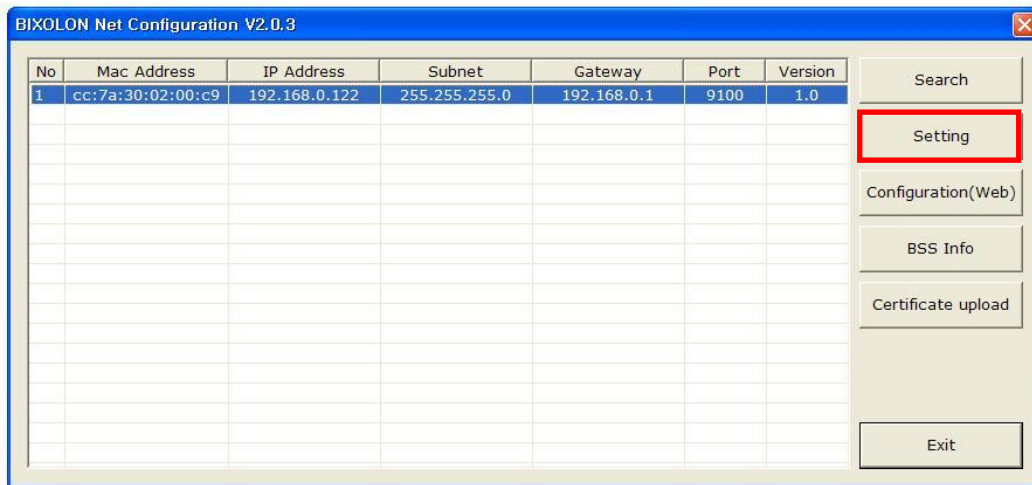 BIXOLON Net Configuration V2.0.3
No Mac Address IP Address Subnet Gateway Port Version
1 cc:7a:30:02:00:c9 192.168.0.122 255.255.255.0 192.168.0.1 9100 1.0
Search
Setting
Configuration(Web)
BSS Info
Certificate upload
Exit